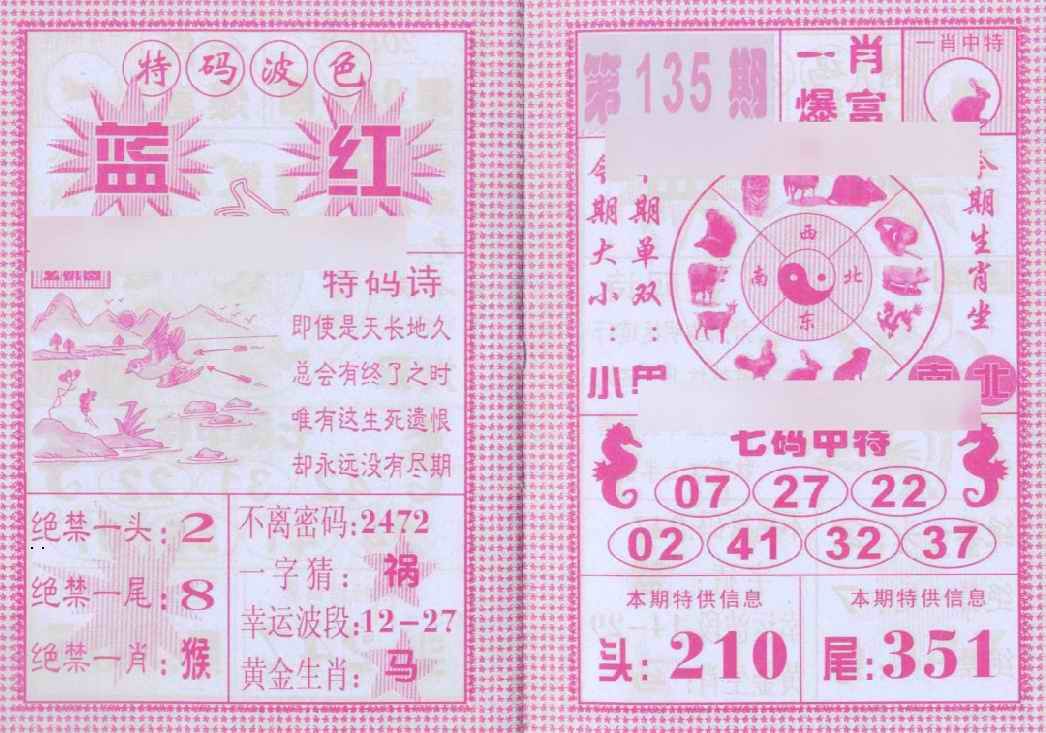 特码波色
蓝 红
特码诗
即使是天长地久
总会有终了之时
唯有这生死遗恨
却永远没有尽期
绝禁一头:2
绝禁一尾:8
绝禁一肖:猴
不离密码:2472
一字猜:祸
幸运波段:12-27
黄金生肖:马
第135期
一肖
爆富
一肖中特
期大小:
期单双:
小
今期生肖坐
南北
西
南 北
东
七码中特
07 27 22
02 41 32 37
本期特供信息
头:210
本期特供信息
尾:351